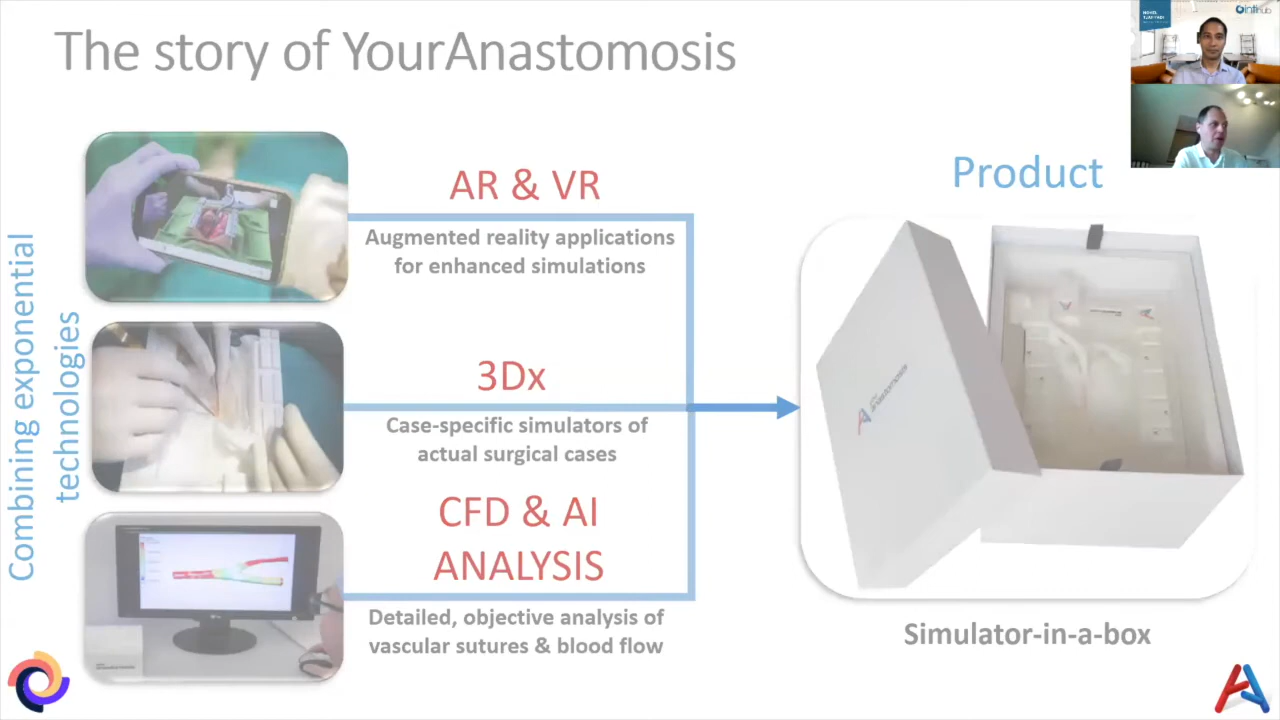 The story of YourAnastomosis
Combining exponential
technologies
AR & VR
Augmented reality applications
for enhanced simulations
3Dx
Case-specific simulators of
actual surgical cases
CFD & AI
ANALYSIS
Detailed, objective analysis of
vascular sutures & blood flow
Product
anastomosis
Simulator-in-a-box